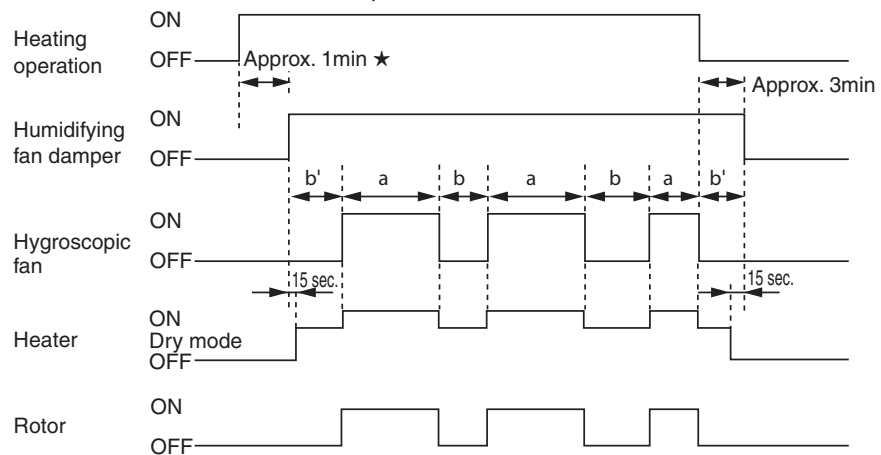 Heating operation
ON
OFF
Approx. 1min ★
Approx. 3min
Humidifying fan damper
ON
OFF
b' a b a b a b'
Hygroscopic fan
ON
OFF
15 sec.
15 sec.
Heater
ON
Dry mode
OFF
Rotor
ON
OFF